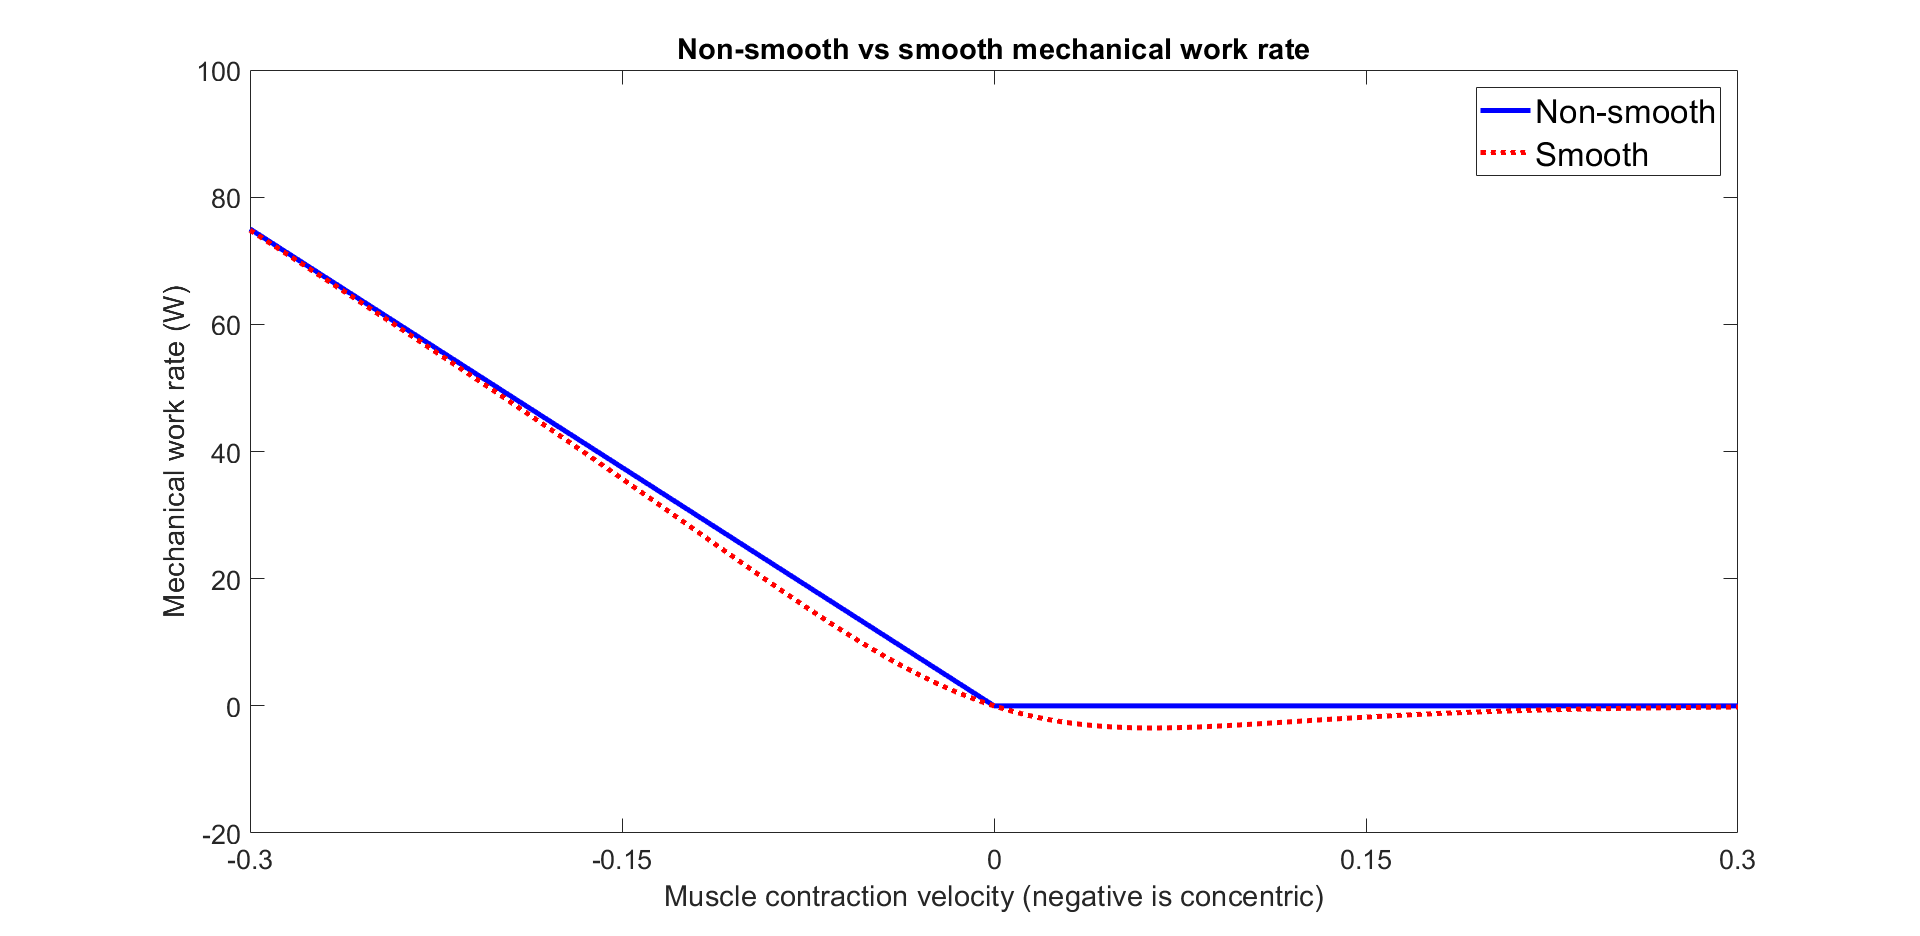 Non-smooth vs smooth mechanical work rate
100
80
60
40
20
0
-20
Mechanical work rate (W)
Non-smooth
Smooth
-0.3
-0.15
0
0.15
0.3
Muscle contraction velocity (negative is concentric)